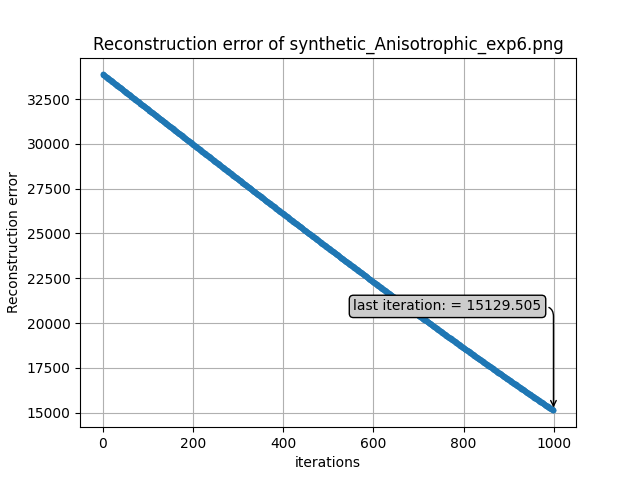 Reconstruction error of synthetic_Anisotrophic_exp6.png
Reconstruction error
32500
30000
27500
25000
22500
20000
17500
15000
last iteration: = 15129.505
0 200 400 600 800 1000
iterations